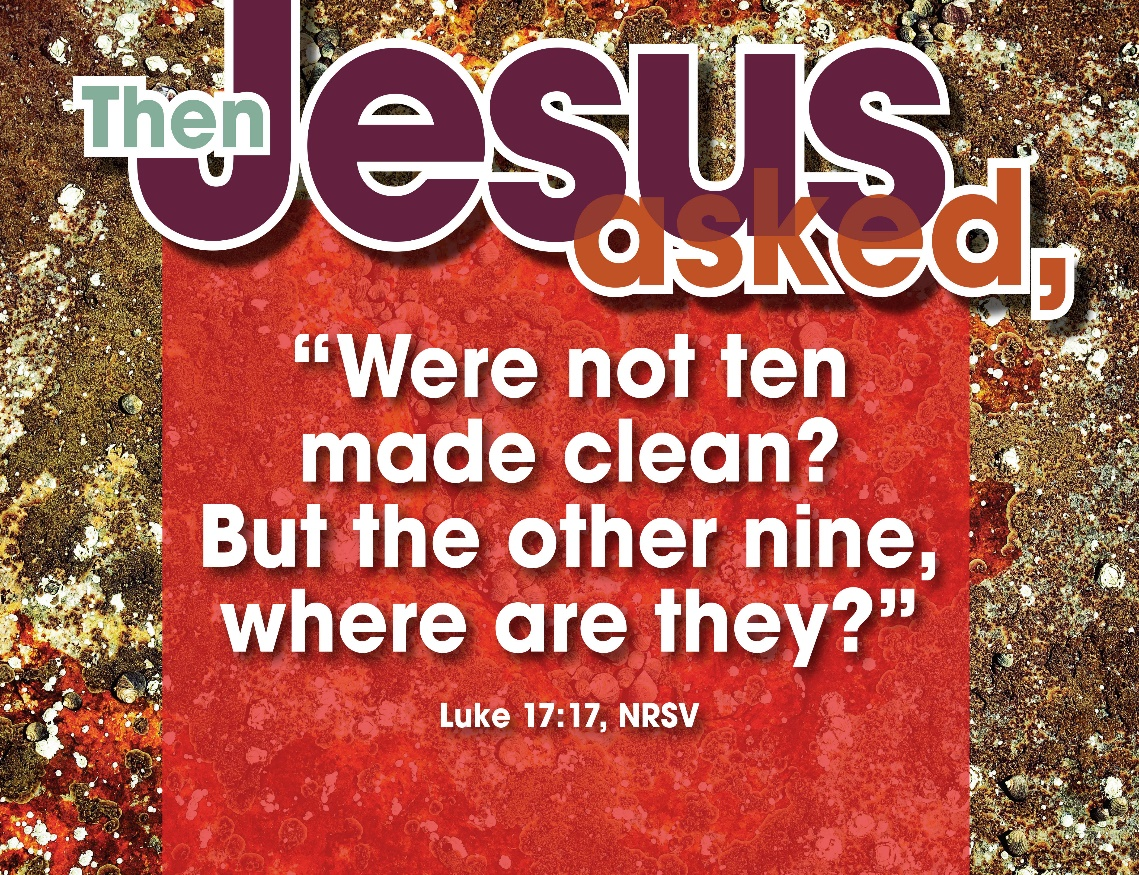 Then Jesus asked,
“Were not ten
made clean?
But the other nine,
where are they?”
Luke 17:17, NRSV